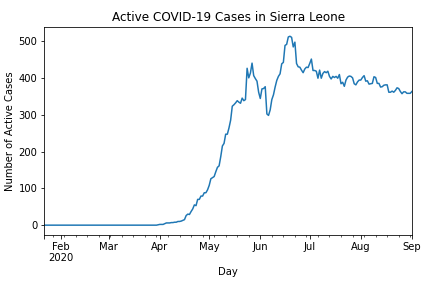 Active COVID-19 Cases in Sierra Leone
Number of Active Cases
500
400
300
200
100
0
Feb Mar Apr May Jun Jul Aug Sep
2020
Day